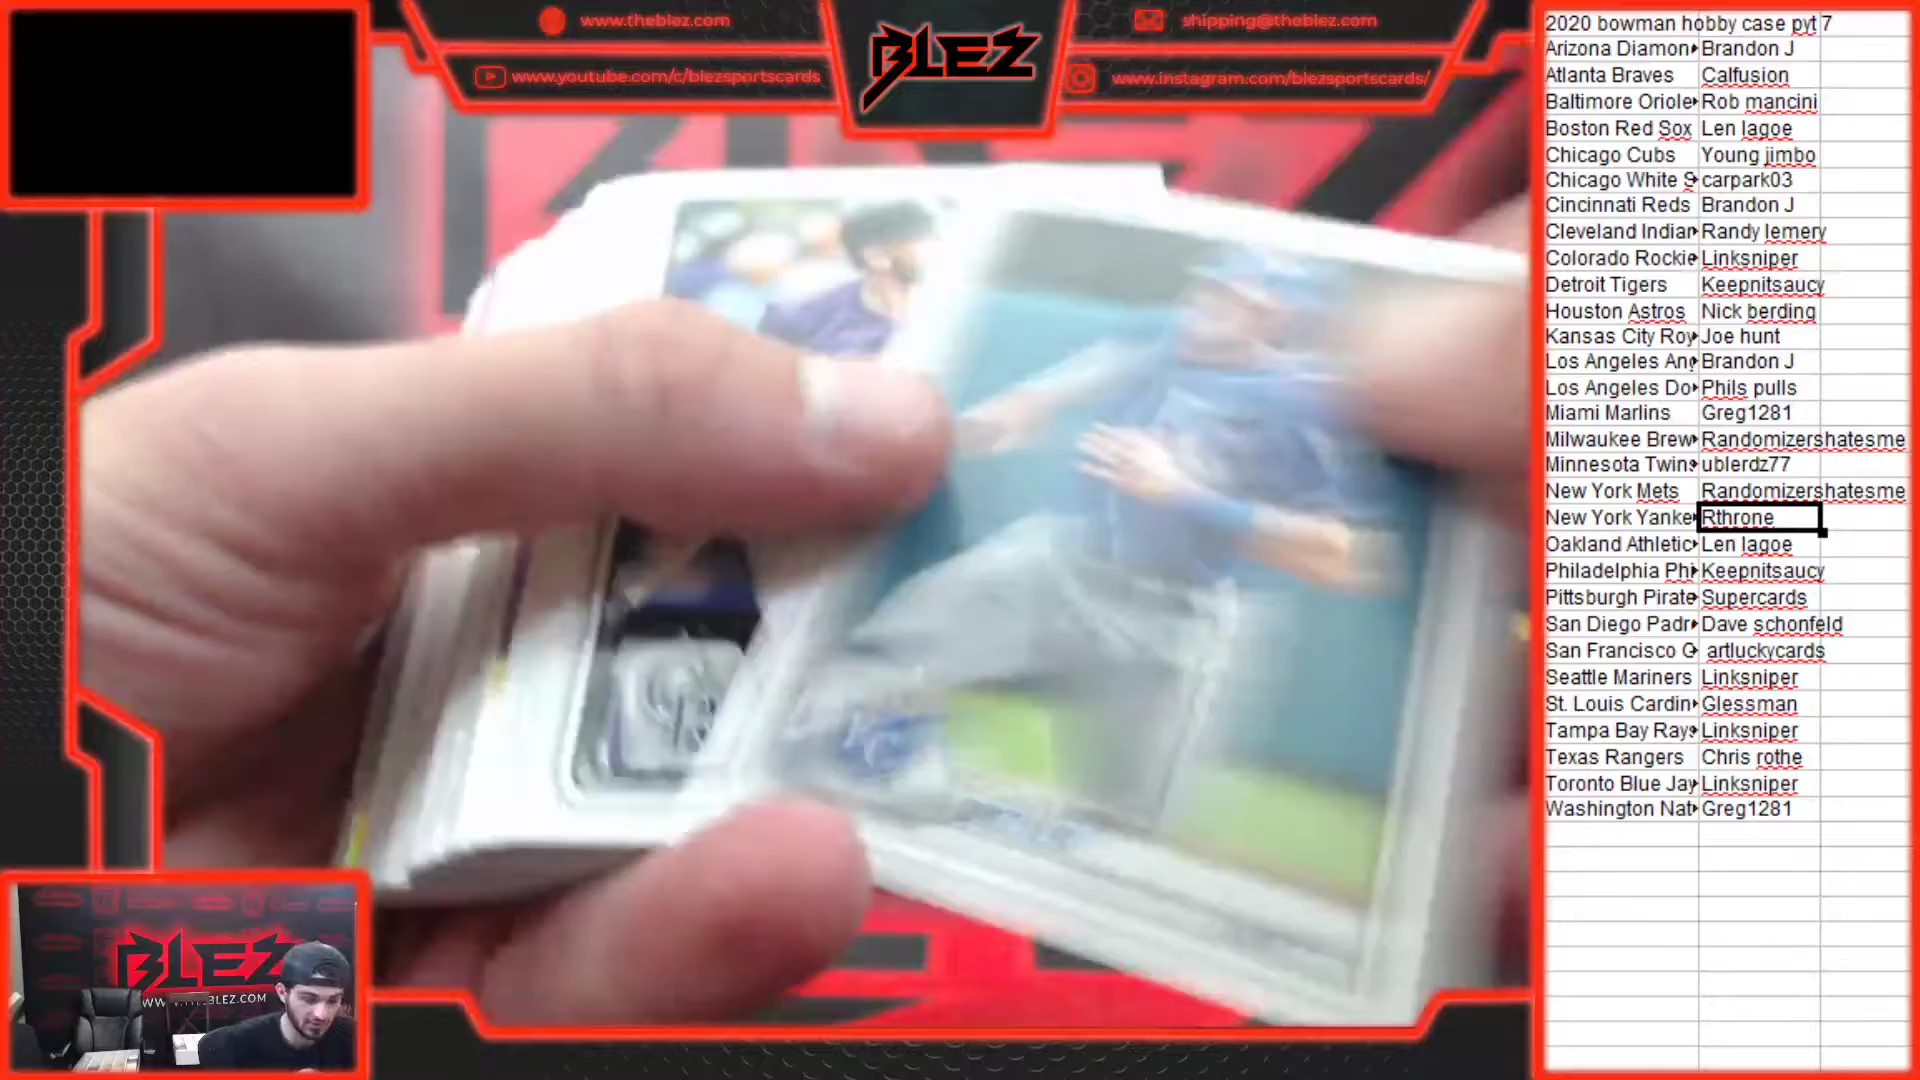 www.theblez.com
BLEZ
shipping@theblez.com
www.youtube.com/c/blezsportscards
www.instagram.com/blezsportscards/
2020 bowman hobby case pyt 7
Arizona Diamon Brandon J
Atlanta Braves Calfusion
Baltimore Oriole Rob mancini
Boston Red Sox Len lagoe
Chicago Cubs Young jimbo
Chicago White S carpark03
Cincinnati Reds Brandon J
Cleveland Indian Randy lemery
Colorado Rockie Linksniper
Detroit Tigers Keepnitsaucy
Houston Astros Nick berding
Kansas City Roy Joe hunt
Los Angeles Ang Brandon J
Los Angeles Do Phils pulls
Miami Marlins Greg1281
Milwaukee Brew Randomizershatesme
Minnesota Twins ublerdz77
New York Mets Randomizershatesme
New York Yanke Rthrone
Oakland Athletic Len lagoe
Philadelphia Phi Keepnitsaucy
Pittsburgh Pirate Supercards
San Diego Padr Dave schonfeld
San Francisco G artluckycards
Seattle Mariners Linksniper
St. Louis Cardin Glessman
Tampa Bay Rays Linksniper
Texas Rangers Chris rothe
Toronto Blue Jay Linksniper
Washington Nat Greg1281
KC
BLEZ